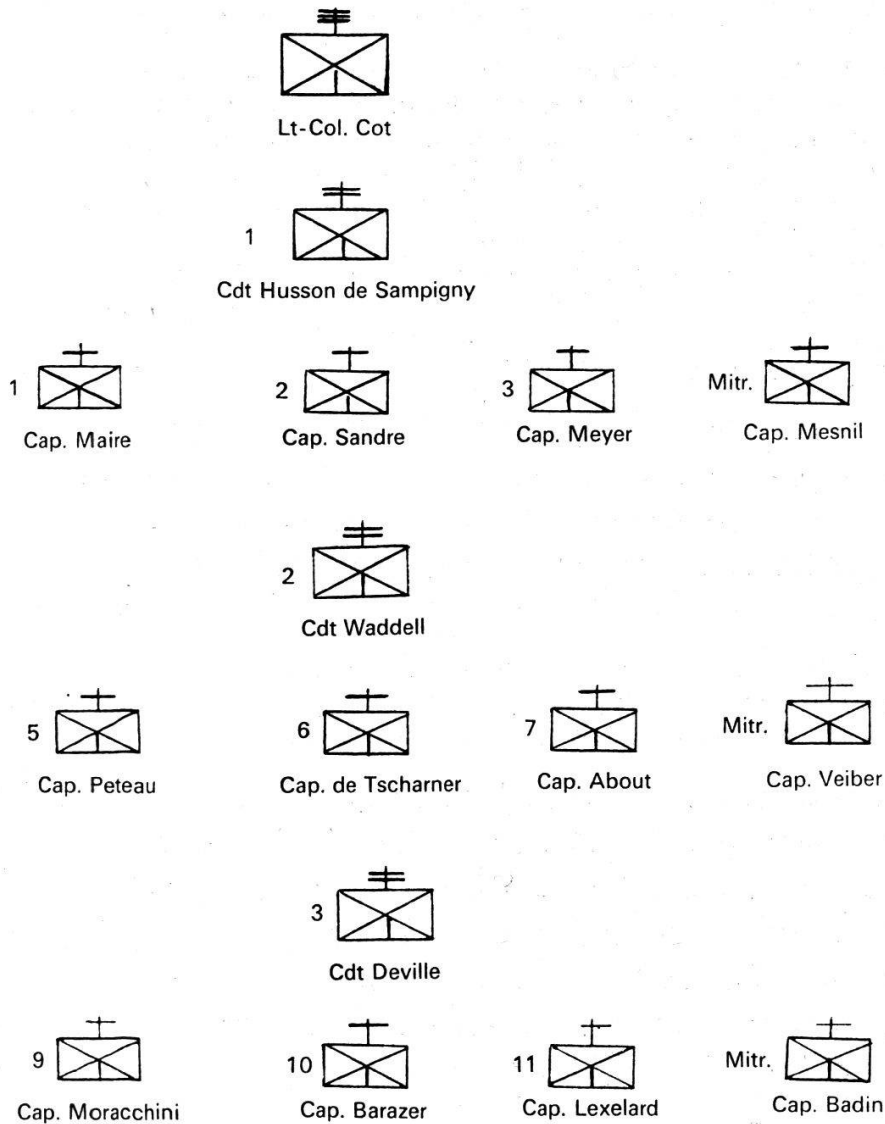 Lt-Col. Cot
1
Cdt Husson de Sampigny
1 2 3 Mitr.
Cap. Maire Cap. Sandre Cap. Meyer Cap. Mesnil
2
Cdt Waddell
5 6 7 Mitr.
Cap. Peteau Cap. de Tscharner Cap. About Cap. Veiber
3
Cdt Deville
9 10 11 Mitr.
Cap. Moracchini Cap. Barazer Cap. Lexelard Cap. Badin